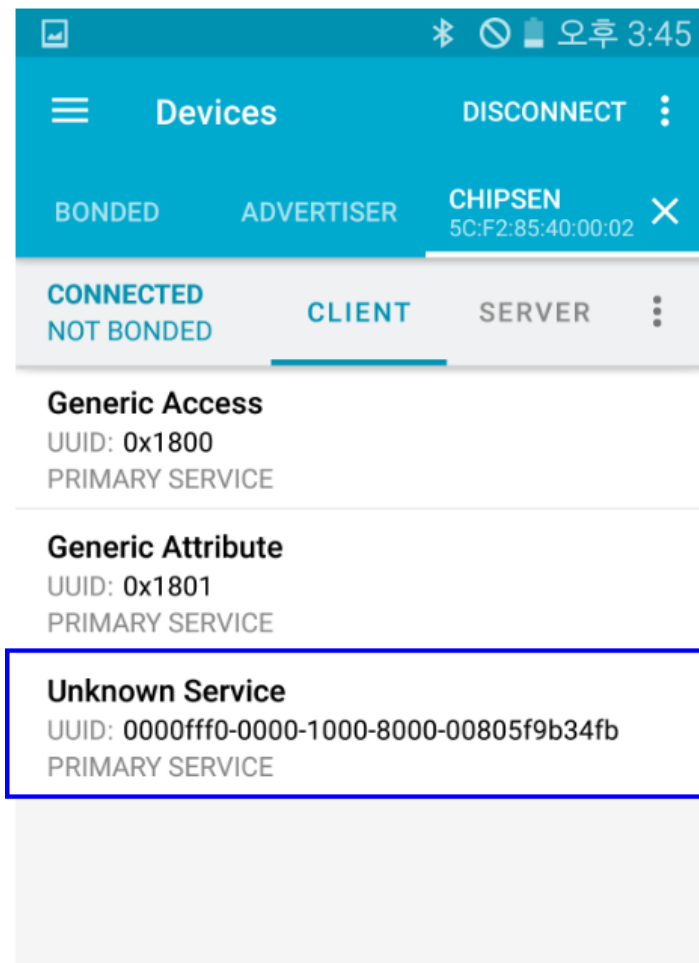 오후 3:45
Devices DISCONNECT
BONDED ADVERTISER CHIPSEN
5C:F2:85:40:00:02
CONNECTED
NOT BONDED
CLIENT SERVER
Generic Access
UUID: 0x1800
PRIMARY SERVICE
Generic Attribute
UUID: 0x1801
PRIMARY SERVICE
Unknown Service
UUID: 0000fff0-0000-1000-8000-00805f9b34fb
PRIMARY SERVICE